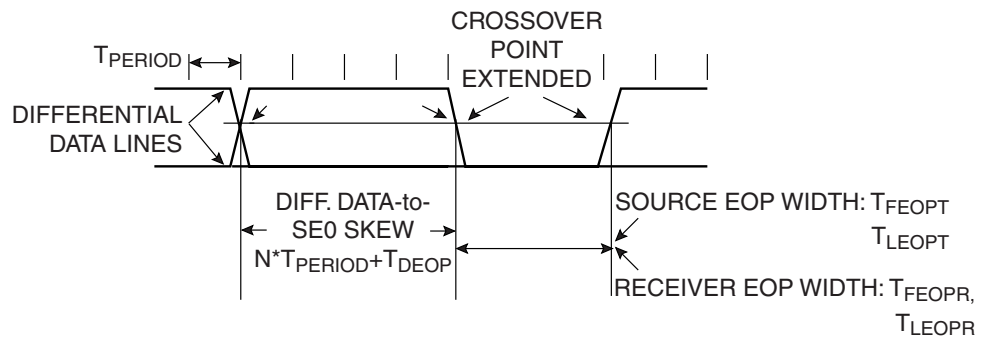 CROSSOVER
POINT
EXTENDED
TPERIOD
DIFFERENTIAL
DATA LINES
DIFF. DATA-to-
SE0 SKEW
N*TPERIOD+TDEOP
SOURCE EOP WIDTH: TFEOPT
TLEOPT
RECEIVER EOP WIDTH: TFEOPR,
TLEOPR